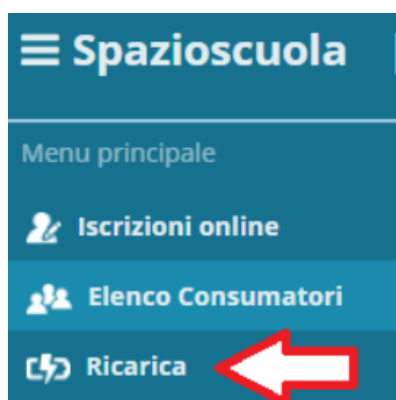 Spazioscuola
Menu principale
Iscrizioni online
Elenco Consumatori
Ricarica